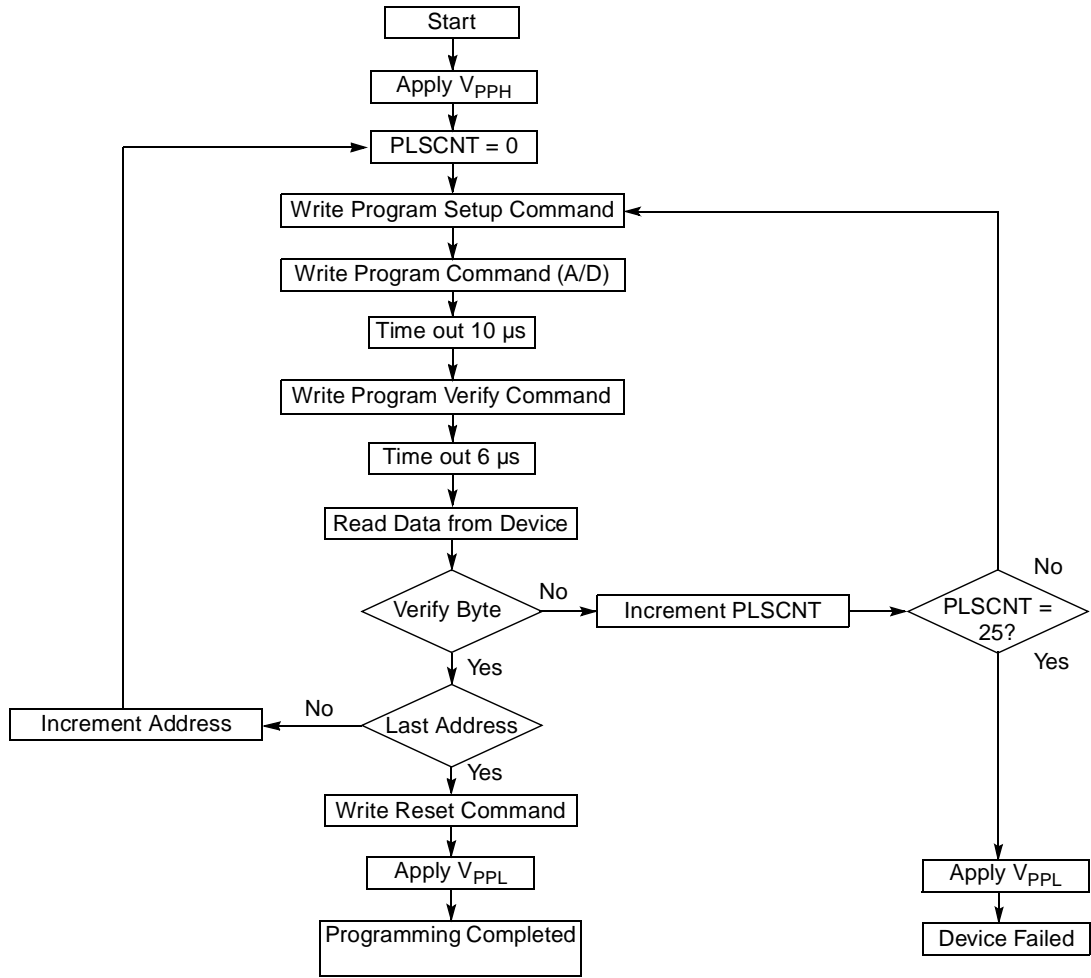 Start
Apply VPPH
PLSCNT = 0
Write Program Setup Command
Write Program Command (A/D)
Time out 10 µs
Write Program Verify Command
Time out 6 µs
Read Data from Device
No
No
Verify Byte
Increment PLSCNT
PLSCNT =
25?
Yes
Yes
No
Increment Address
Last Address
Yes
Write Reset Command
Apply VPPL
Apply VPPL
Programming Completed
Device Failed